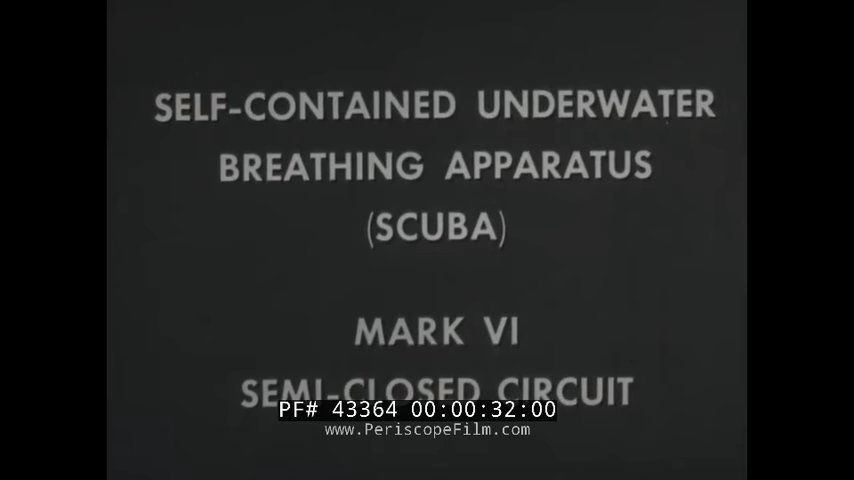 SELF-CONTAINED UNDERWATER
BREATHING APPARATUS
(SCUBA)
MARK VI
SEMI-CLOSED CIRCUIT
PF# 43364 00:00:32:00
www.PeriscopeFilm.com